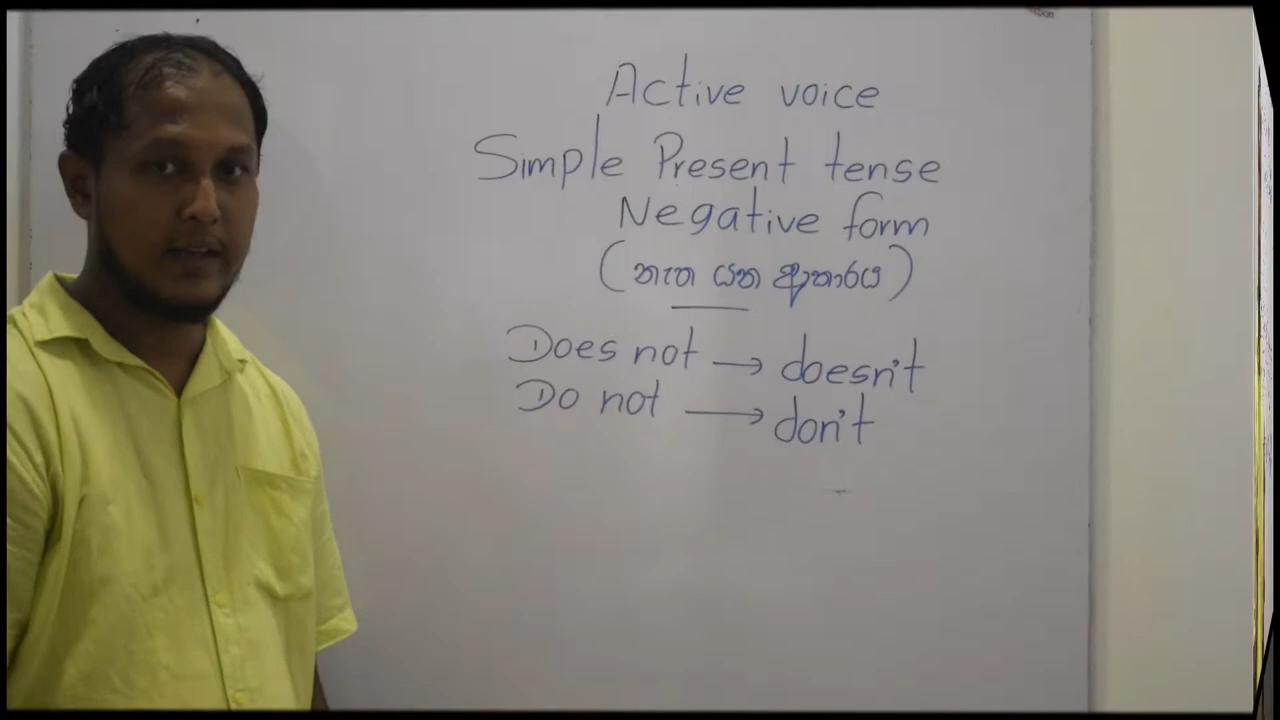 Active voice
Simple Present tense
Negative form
(නැත යන ආකාරය)
Does not → doesn't
Do not → don't